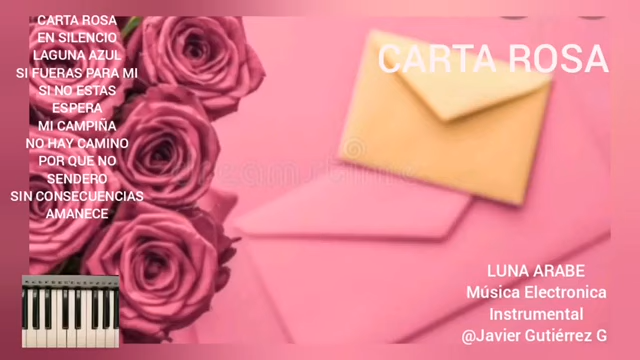 CARTA ROSA
EN SILENCIO
LAGUNA AZUL
SI FUERAS PARA MI
SI NO ESTAS
ESPERA
MI CAMPIÑA
NO HAY CAMINO
POR QUE NO
SENDERO
SIN CONSECUENCIAS
AMANECE
CARTA ROSA
LUNA ARABE
Música Electronica
Instrumental
@Javier Gutiérrez G